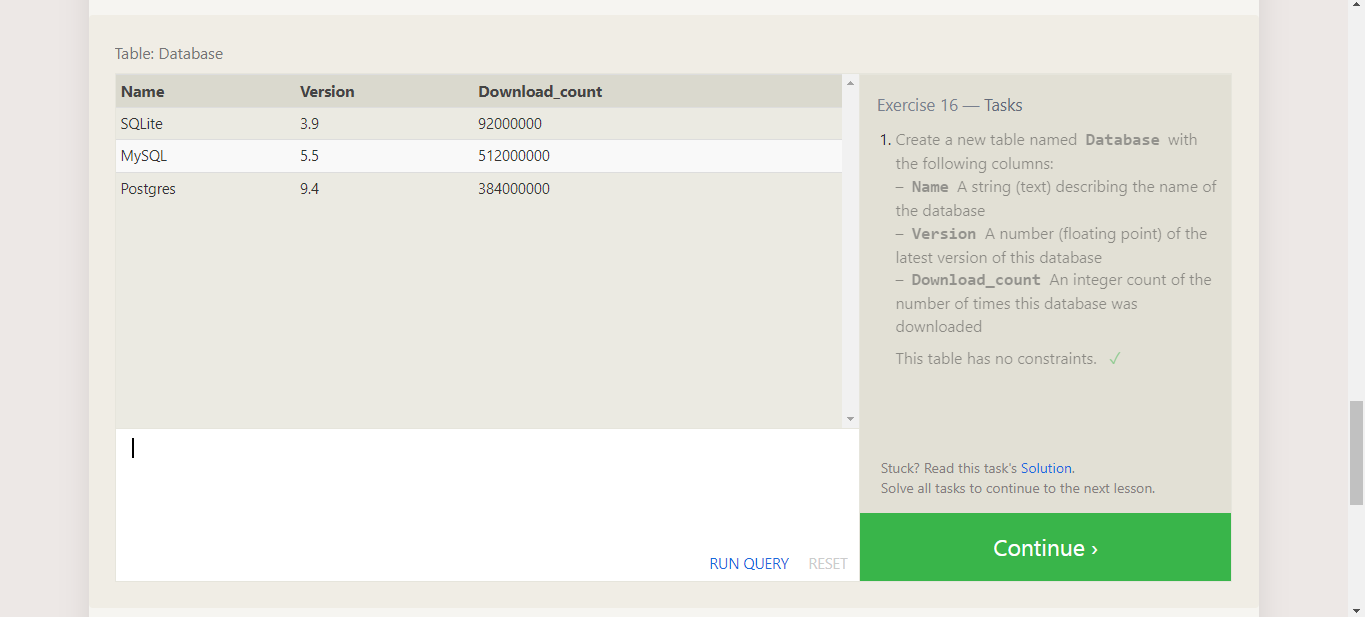 Table: Database
Name Version Download_count
SQLite 3.9 92000000
MySQL 5.5 512000000
Postgres 9.4 384000000
RUN QUERY RESET
Exercise 16 — Tasks
1. Create a new table named Database with
the following columns:
– Name A string (text) describing the name of
the database
– Version A number (floating point) of the
latest version of this database
– Download_count An integer count of the
number of times this database was
downloaded
This table has no constraints. ✓
Stuck? Read this task's Solution.
Solve all tasks to continue to the next lesson.
Continue ›